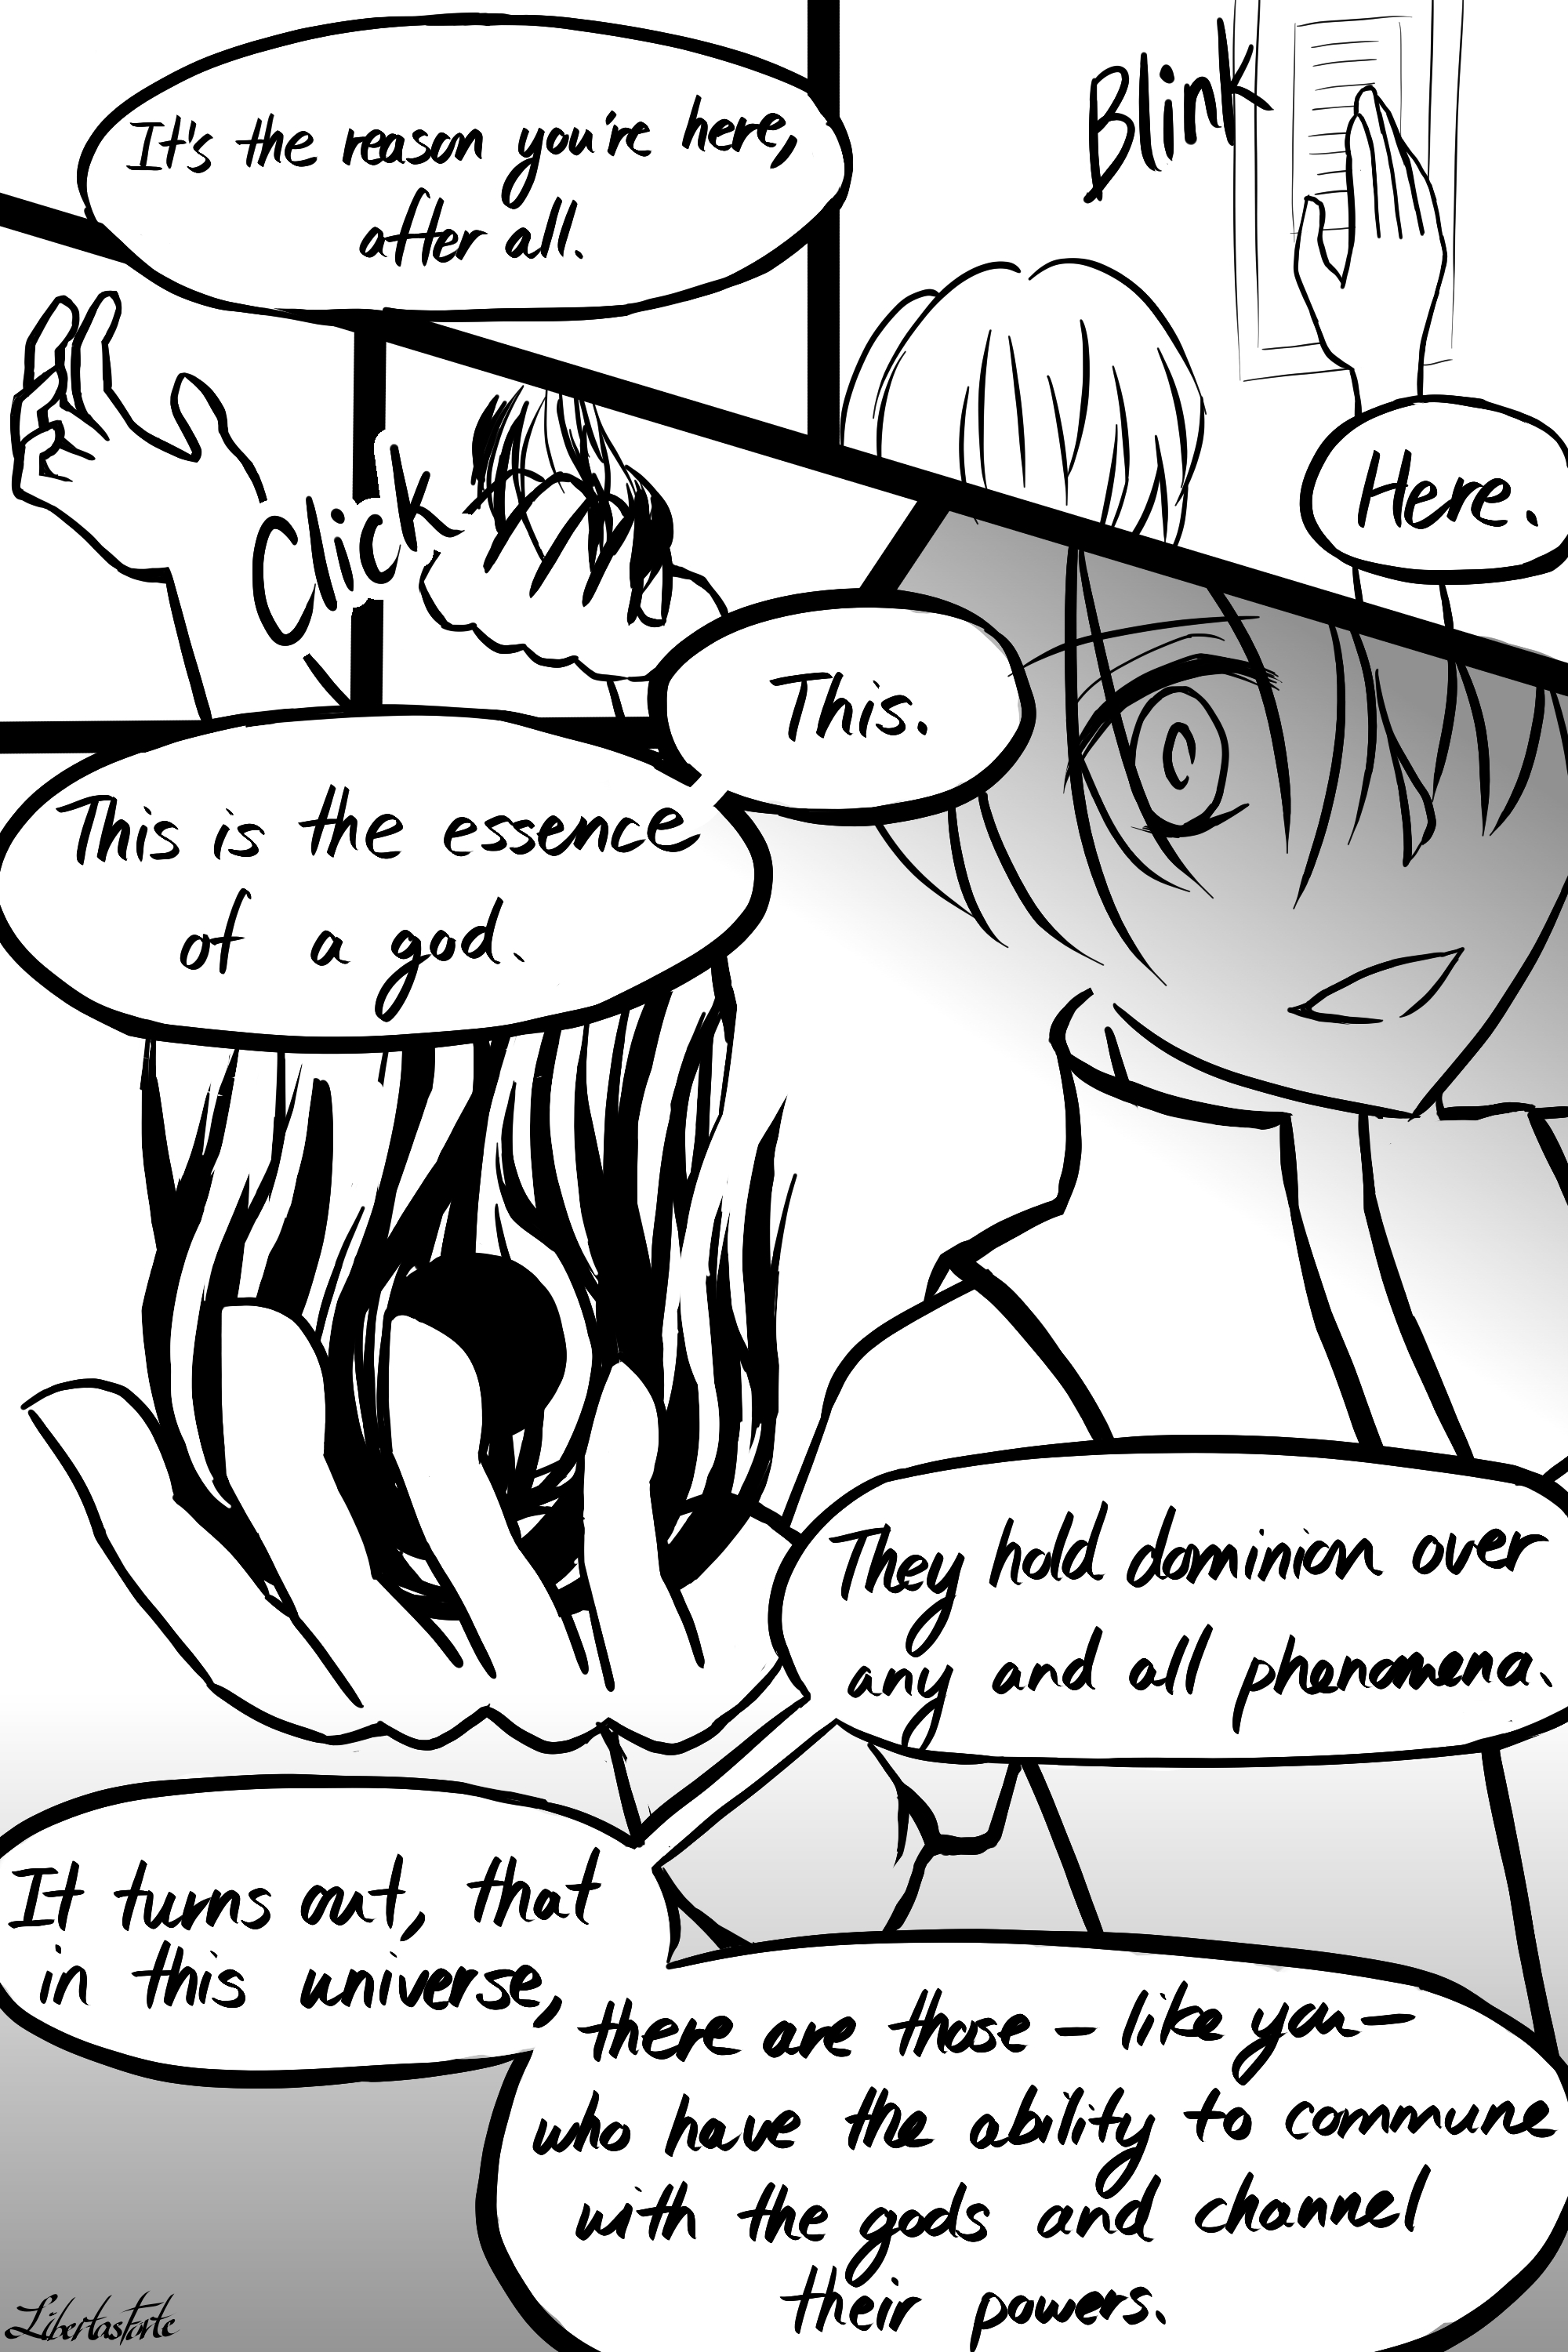 It's the reason you're here,
after all.
Blink
Here.
Click
This.
This is the essence
of a god.
They hold dominion over
any and all phenomena.
It turns out, that
in this universe,
there are those — like you —
who have the ability to commune
with the gods and channel
their powers.
LibertasForte